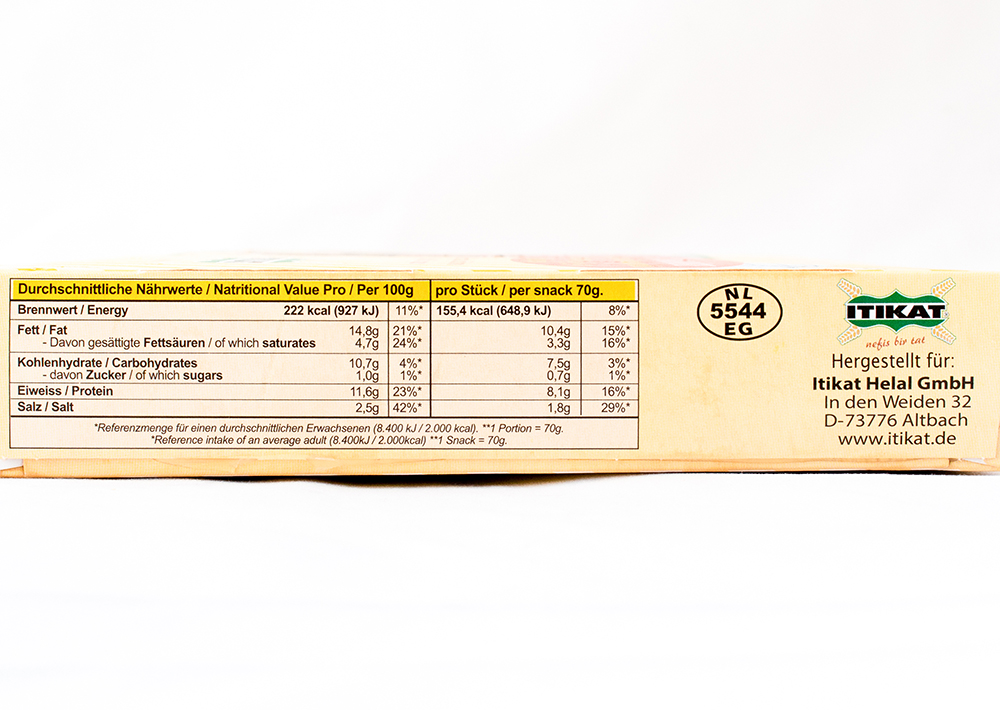 Durchschnittliche Nährwerte / Natritional Value Pro / Per 100g pro Stück / per snack 70g.
Brennwert / Energy 222 kcal (927 kJ) 11%* 155,4 kcal (648,9 kJ) 8%*
Fett / Fat 14,8g 21%* 10,4g 15%*
- Davon gesättigte Fettsäuren / of which saturates 4,7g 24%* 3,3g 16%*
Kohlenhydrate / Carbohydrates 10,7g 4%* 7,5g 3%*
- davon Zucker / of which sugars 1,0g 1%* 0,7g 1%*
Eiweiss / Protein 11,6g 23%* 8,1g 16%*
Salz / Salt 2,5g 42%* 1,8g 29%*
*Referenzmenge für einen durchschnittlichen Erwachsenen (8.400 kJ / 2.000 kcal). **1 Portion = 70g.
*Reference intake of an average adult (8.400kJ / 2.000kcal) **1 Snack = 70g.
NL
5544
EG
ITIKAT
nefis bir tat
Hergestellt für:
Itikat Helal GmbH
In den Weiden 32
D-73776 Altbach
www.itikat.de